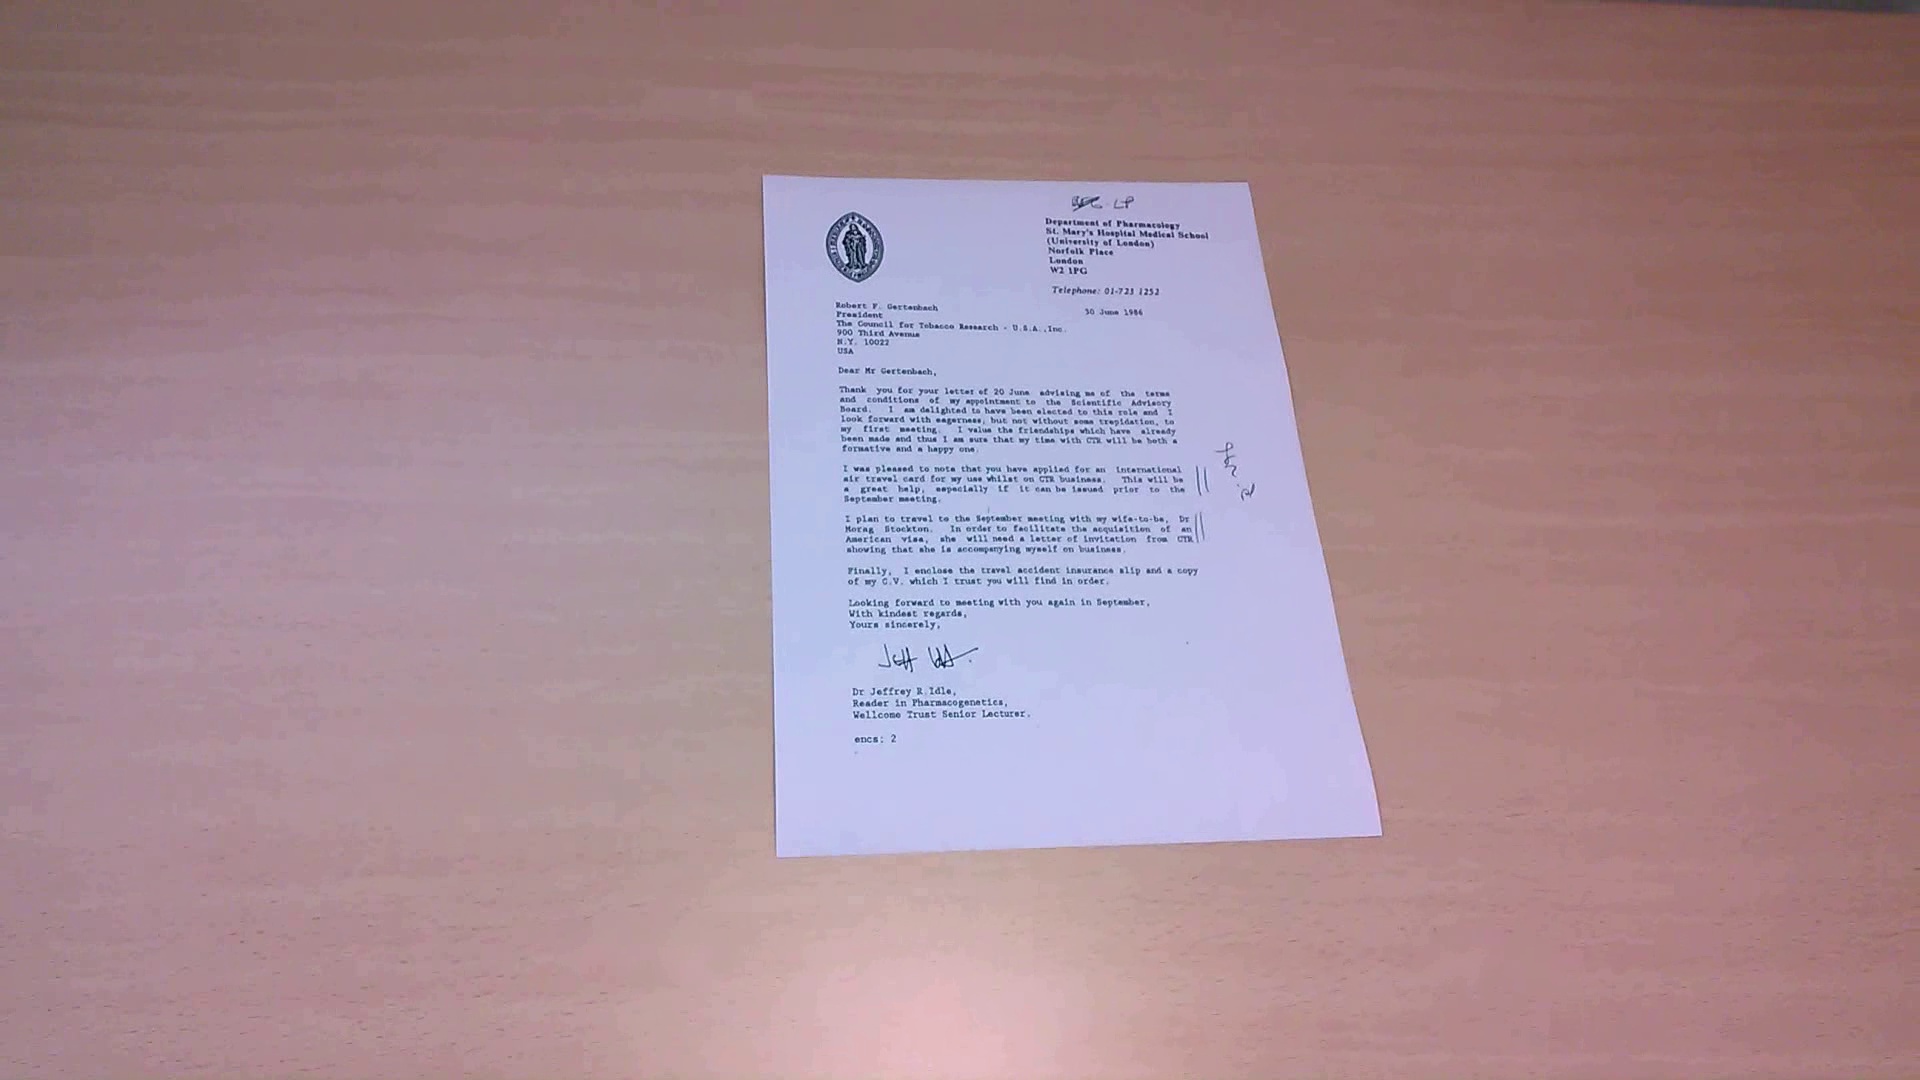 LP
Department of Pharmacology
St. Mary's Hospital Medical School
(University of London)
Norfolk Place
London
W2 1PG
Telephone: 01-723 1252
30 June 1986
Robert F. Gertenbach
President
The Council for Tobacco Research - U.S.A.,Inc.
900 Third Avenue
N.Y. 10022
USA
Dear Mr Gertenbach,
Thank you for your letter of 20 June advising me of the terms
and conditions of my appointment to the Scientific Advisory
Board. I am delighted to have been elected to this role and I
look forward with eagerness, but not without some trepidation, to
my first meeting. I value the friendships which have already
been made and thus I am sure that my time with CTR will be both a
formative and a happy one.
I was pleased to note that you have applied for an international
air travel card for my use whilst on CTR business. This will be
a great help, especially if it can be issued prior to the
September meeting.
I plan to travel to the September meeting with my wife-to-be, Dr
Morag Stockton. In order to facilitate the acquisition of an
American visa, she will need a letter of invitation from CTR
showing that she is accompanying myself on business.
Finally, I enclose the travel accident insurance slip and a copy
of my C.V. which I trust you will find in order.
Looking forward to meeting with you again in September,
With kindest regards,
Yours sincerely,
Dr Jeffrey R.Idle,
Reader in Pharmacogenetics,
Wellcome Trust Senior Lecturer.
encs: 2